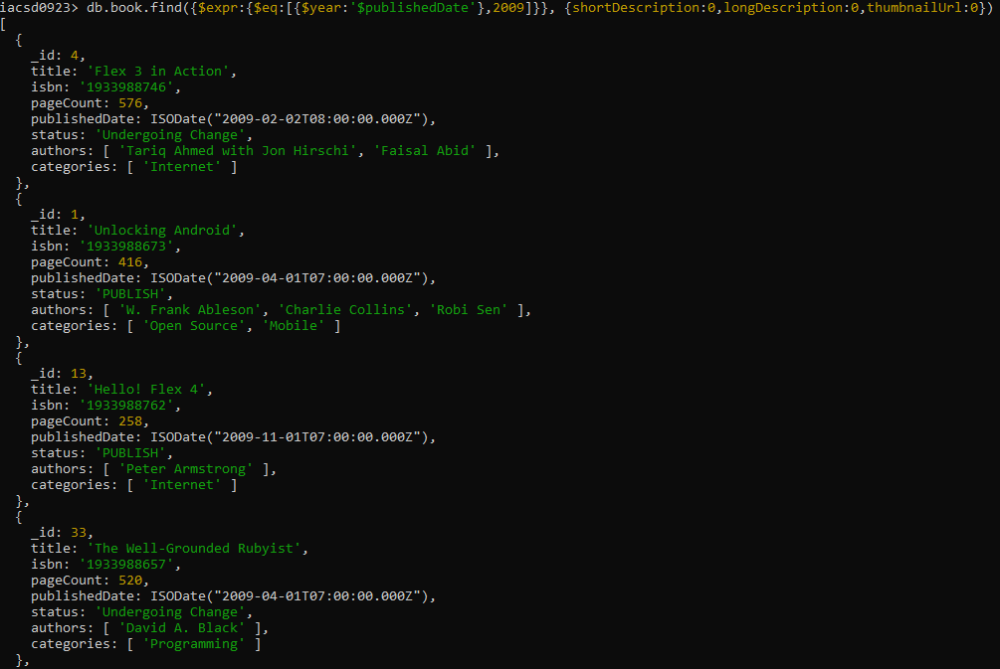 iacsd0923> db.book.find({$expr:{$eq:[{$year:'$publishedDate'},2009]}}, {shortDescription:0,longDescription:0,thumbnailUrl:0})
[
  {
    _id: 4,
    title: 'Flex 3 in Action',
    isbn: '1933988746',
    pageCount: 576,
    publishedDate: ISODate("2009-02-02T08:00:00.000Z"),
    status: 'Undergoing Change',
    authors: [ 'Tariq Ahmed with Jon Hirschi', 'Faisal Abid' ],
    categories: [ 'Internet' ]
  },
  {
    _id: 1,
    title: 'Unlocking Android',
    isbn: '1933988673',
    pageCount: 416,
    publishedDate: ISODate("2009-04-01T07:00:00.000Z"),
    status: 'PUBLISH',
    authors: [ 'W. Frank Ableson', 'Charlie Collins', 'Robi Sen' ],
    categories: [ 'Open Source', 'Mobile' ]
  },
  {
    _id: 13,
    title: 'Hello! Flex 4',
    isbn: '1933988762',
    pageCount: 258,
    publishedDate: ISODate("2009-11-01T07:00:00.000Z"),
    status: 'PUBLISH',
    authors: [ 'Peter Armstrong' ],
    categories: [ 'Internet' ]
  },
  {
    _id: 33,
    title: 'The Well-Grounded Rubyist',
    isbn: '1933988657',
    pageCount: 520,
    publishedDate: ISODate("2009-04-01T07:00:00.000Z"),
    status: 'Undergoing Change',
    authors: [ 'David A. Black' ],
    categories: [ 'Programming' ]
  },